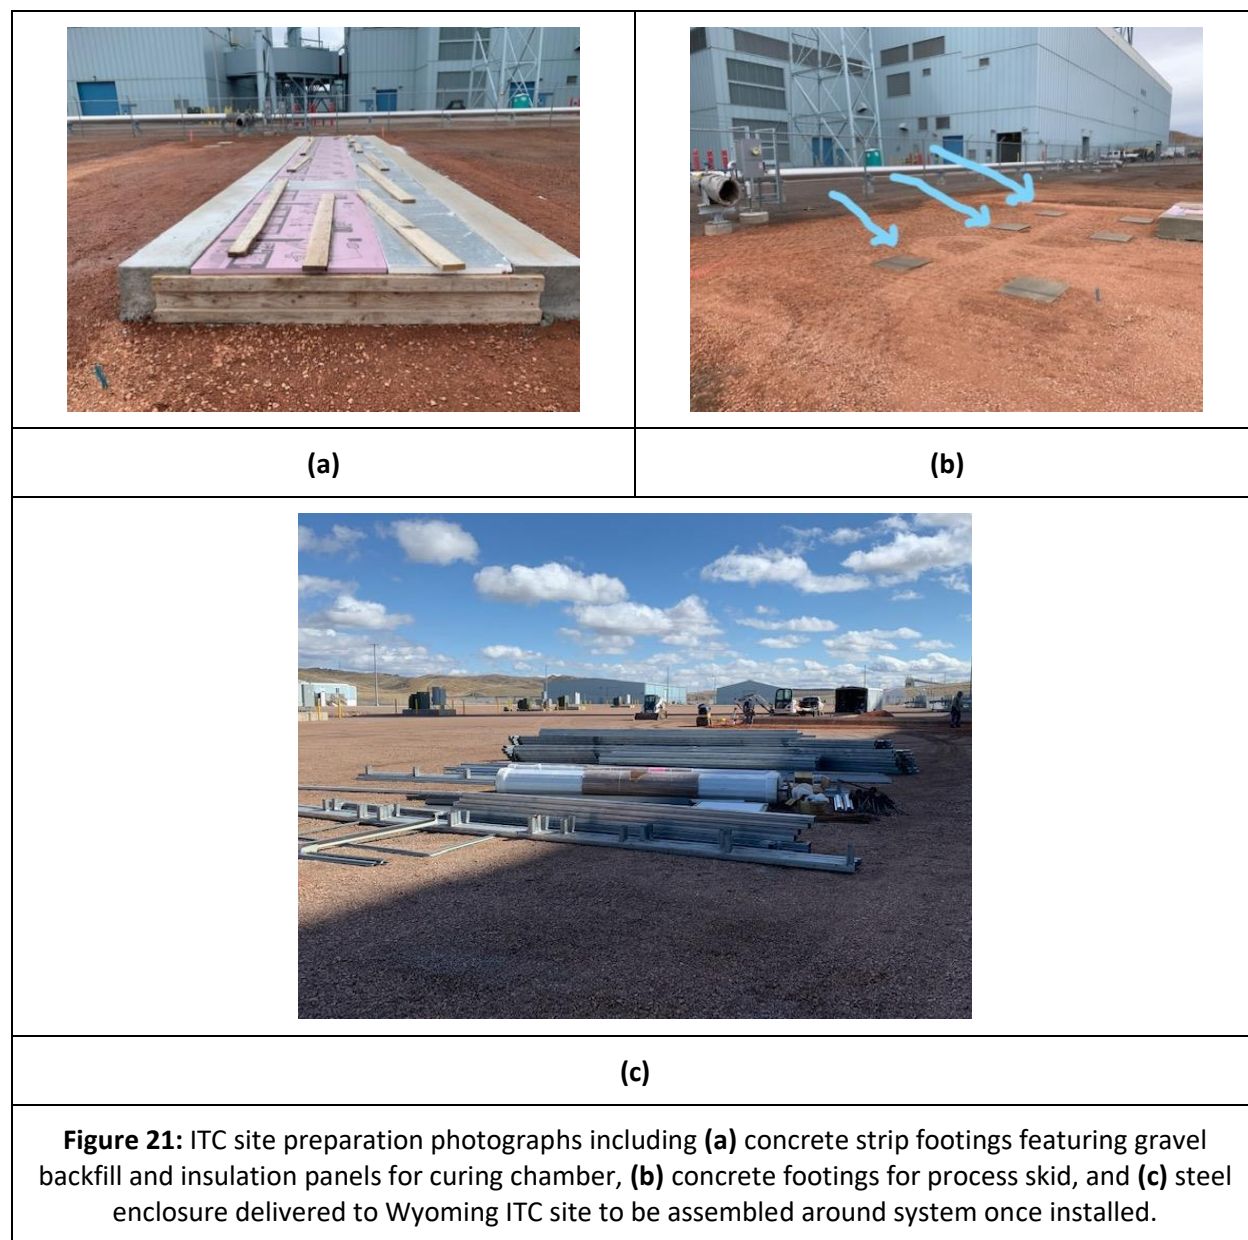 (a)
(b)
(c)
Figure 21: ITC site preparation photographs including (a) concrete strip footings featuring gravel
backfill and insulation panels for curing chamber, (b) concrete footings for process skid, and (c) steel
enclosure delivered to Wyoming ITC site to be assembled around system once installed.